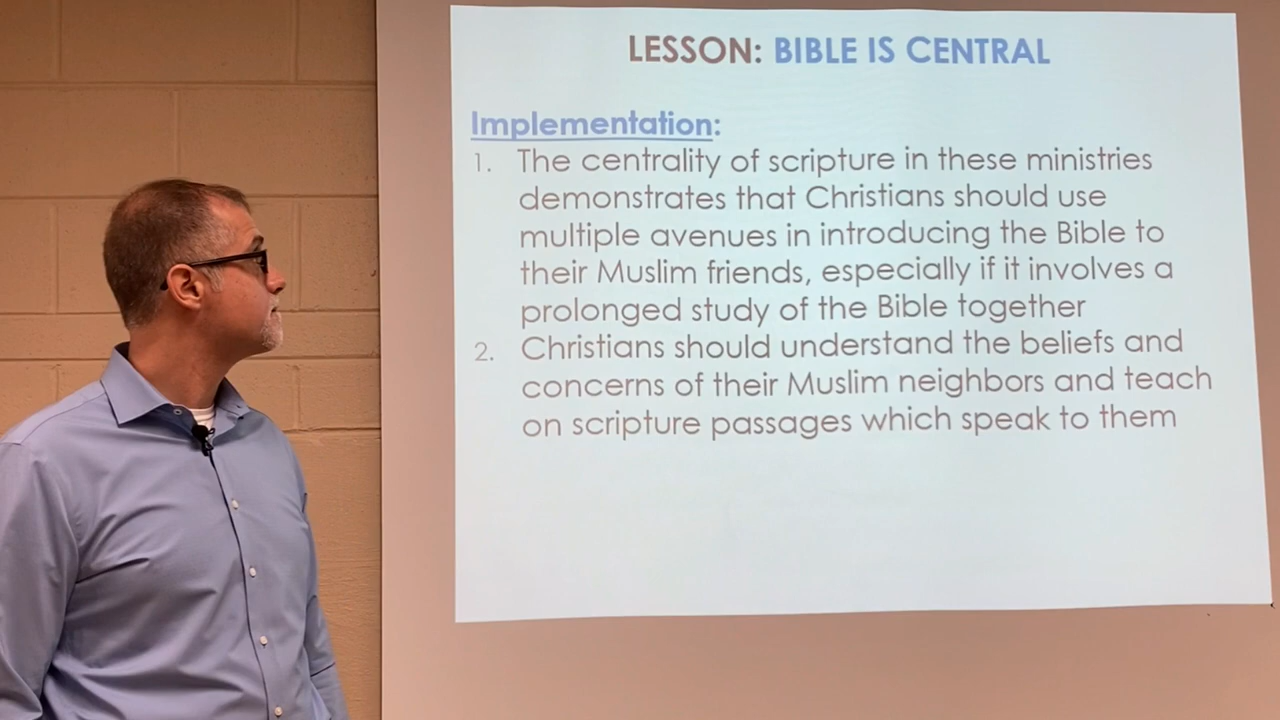 LESSON: BIBLE IS CENTRAL
Implementation:
1. The centrality of scripture in these ministries
demonstrates that Christians should use
multiple avenues in introducing the Bible to
their Muslim friends, especially if it involves a
prolonged study of the Bible together
2. Christians should understand the beliefs and
concerns of their Muslim neighbors and teach
on scripture passages which speak to them